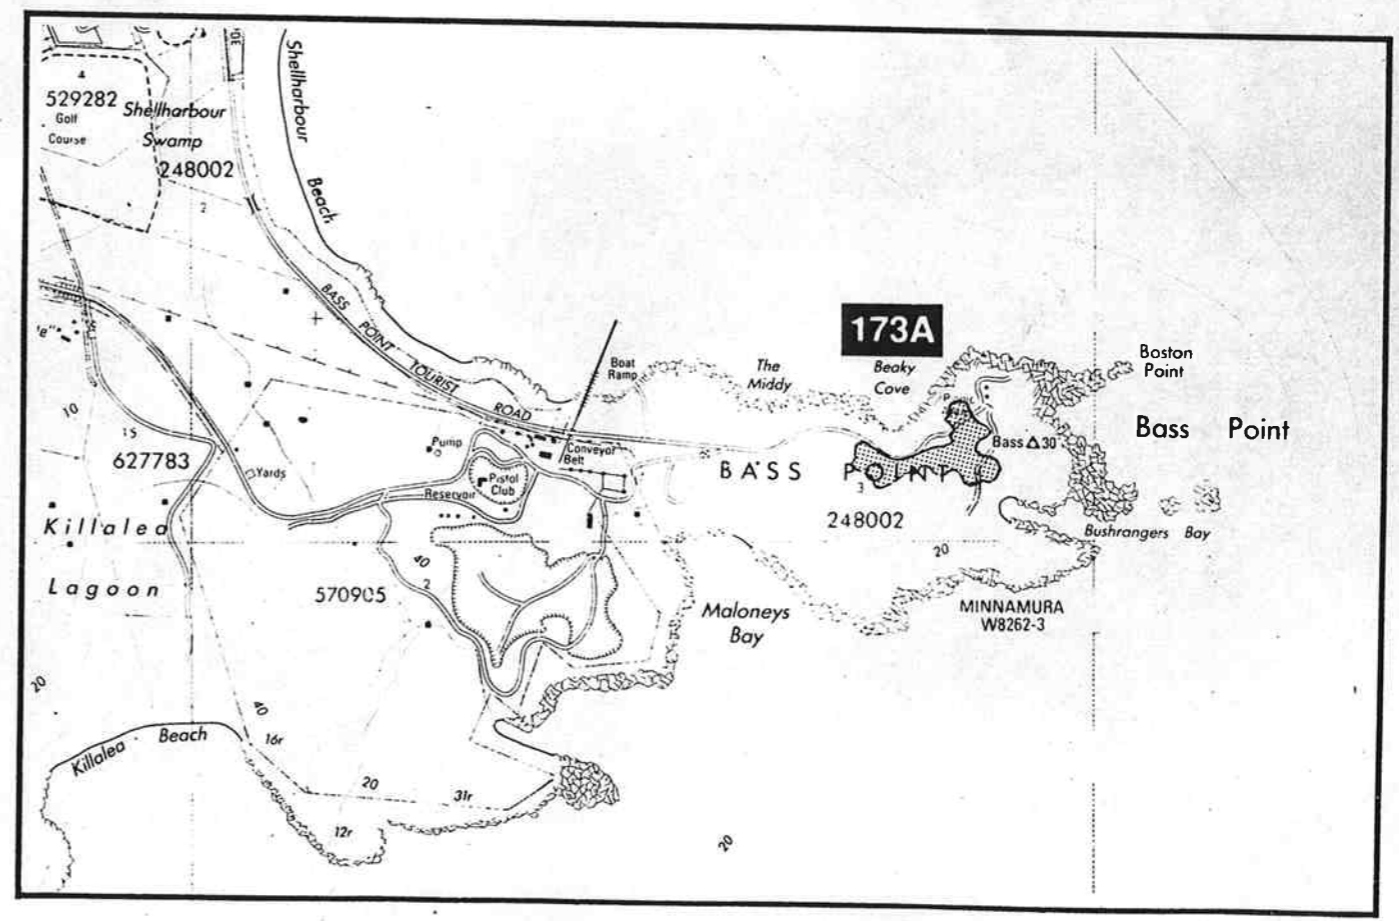 4
529282
Golf
Course
Shellharbour
Swamp
248002
2
Shellharbour
Beach
BASS POINT TOURIST ROAD
173A
Beaky
Cove
The
Middy
Boat
Ramp
Boston
Point
Bass Point
Bass 30
BASS POINT
3
248002
Bushrangers Bay
20
MINNAMURA
W8262-3
Maloneys
Bay
10
15
627783
Yards
Pump
Conveyor
Belt
Pistol
Club
Reservoir
Killalea
Lagoon
40
2
570905
20
40
16r
Killalea Beach
20
31r
12r
20